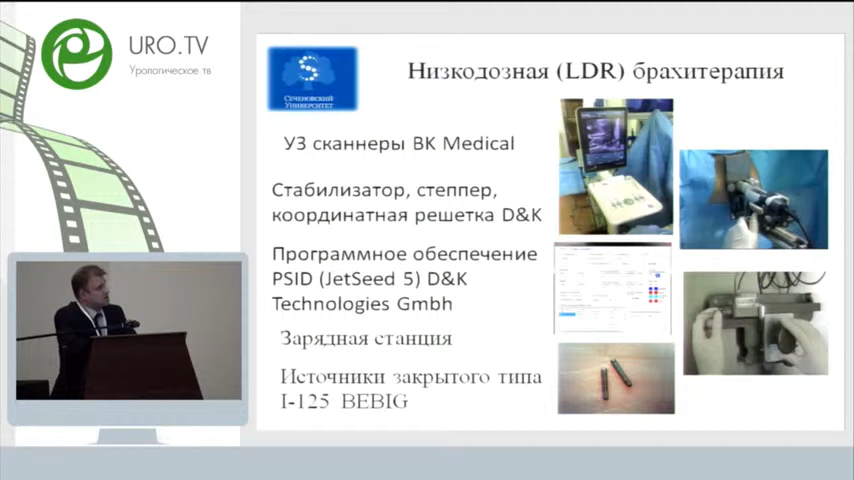 URO.TV
Урологическое тв
S
СЕЧЕНОВСКИЙ
УНИВЕРСИТЕТ
Низкодозная (LDR) брахитерапия
УЗ сканнеры BK Medical
Стабилизатор, степпер,
координатная решетка D&K
Программное обеспечение
PSID (JetSeed 5) D&K
Technologies Gmbh
Зарядная станция
Источники закрытого типа
I-125 BEBIG